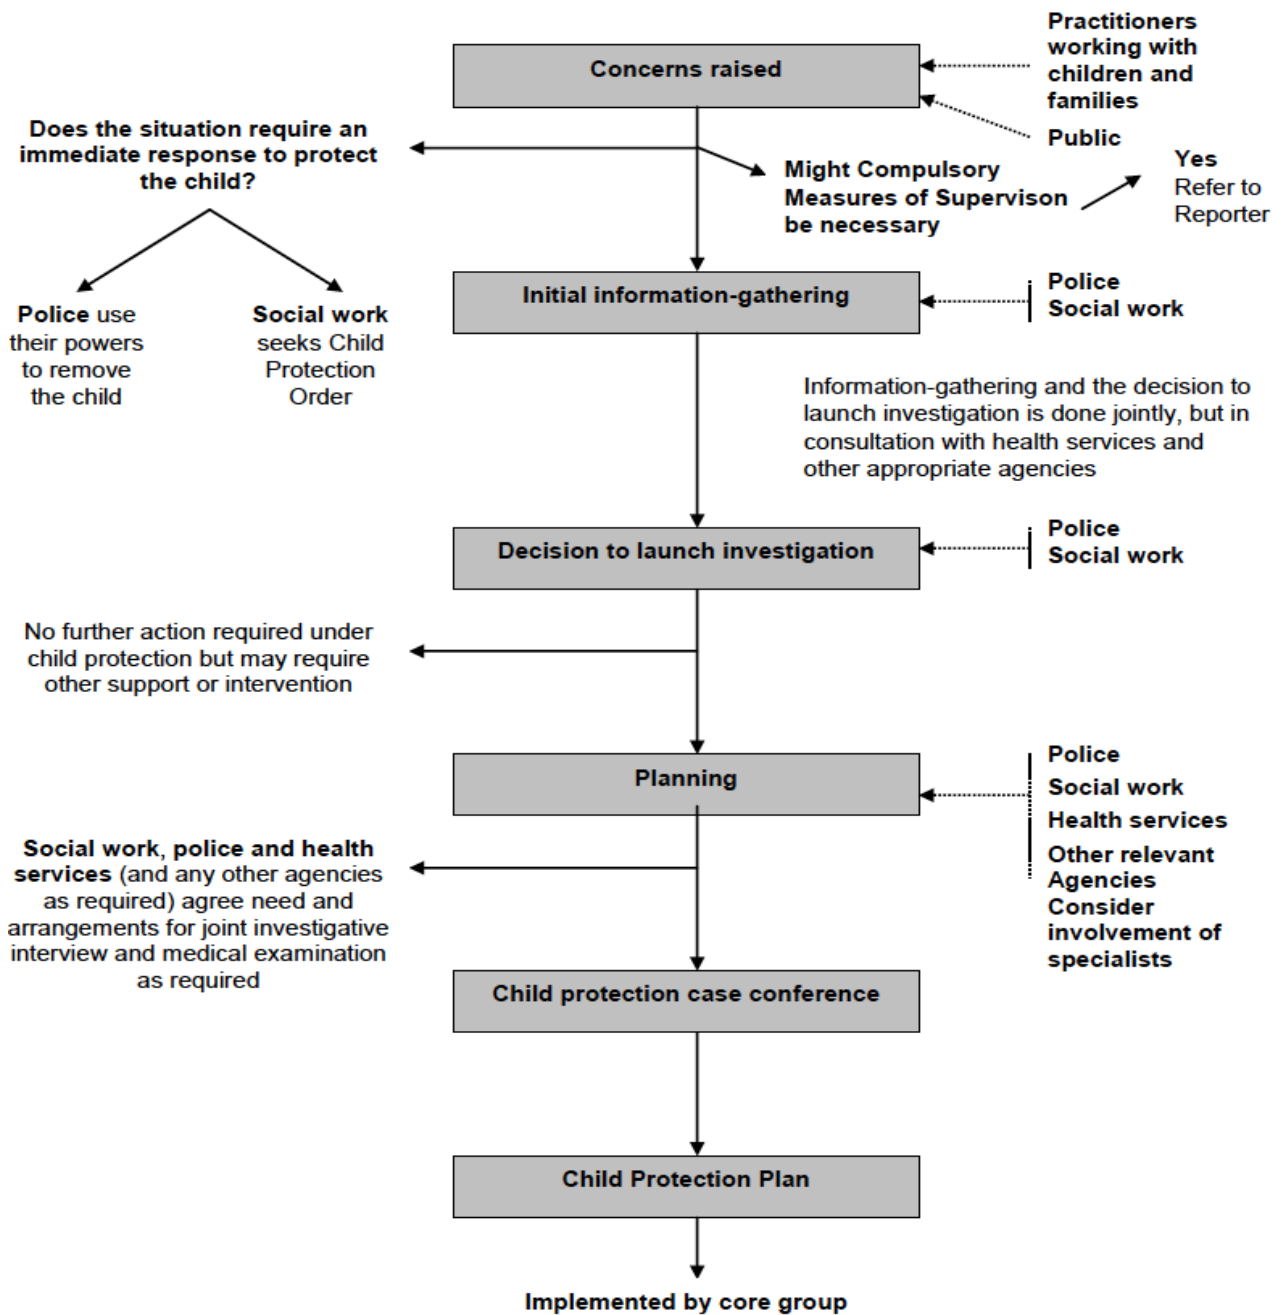 Practitioners
working with
children and
families
Concerns raised
Public
Does the situation require an
immediate response to protect
the child?
Might Compulsory
Measures of Supervison
be necessary
Yes
Refer to
Reporter
Police use
their powers
to remove
the child
Social work
seeks Child
Protection
Order
Initial information-gathering
Police
Social work
Information-gathering and the decision to
launch investigation is done jointly, but in
consultation with health services and
other appropriate agencies
Decision to launch investigation
Police
Social work
No further action required under
child protection but may require
other support or intervention
Planning
Police
Social work
Health services
Other relevant
Agencies
Consider
involvement of
specialists
Social work, police and health
services (and any other agencies
as required) agree need and
arrangements for joint investigative
interview and medical examination
as required
Child protection case conference
Child Protection Plan
Implemented by core group